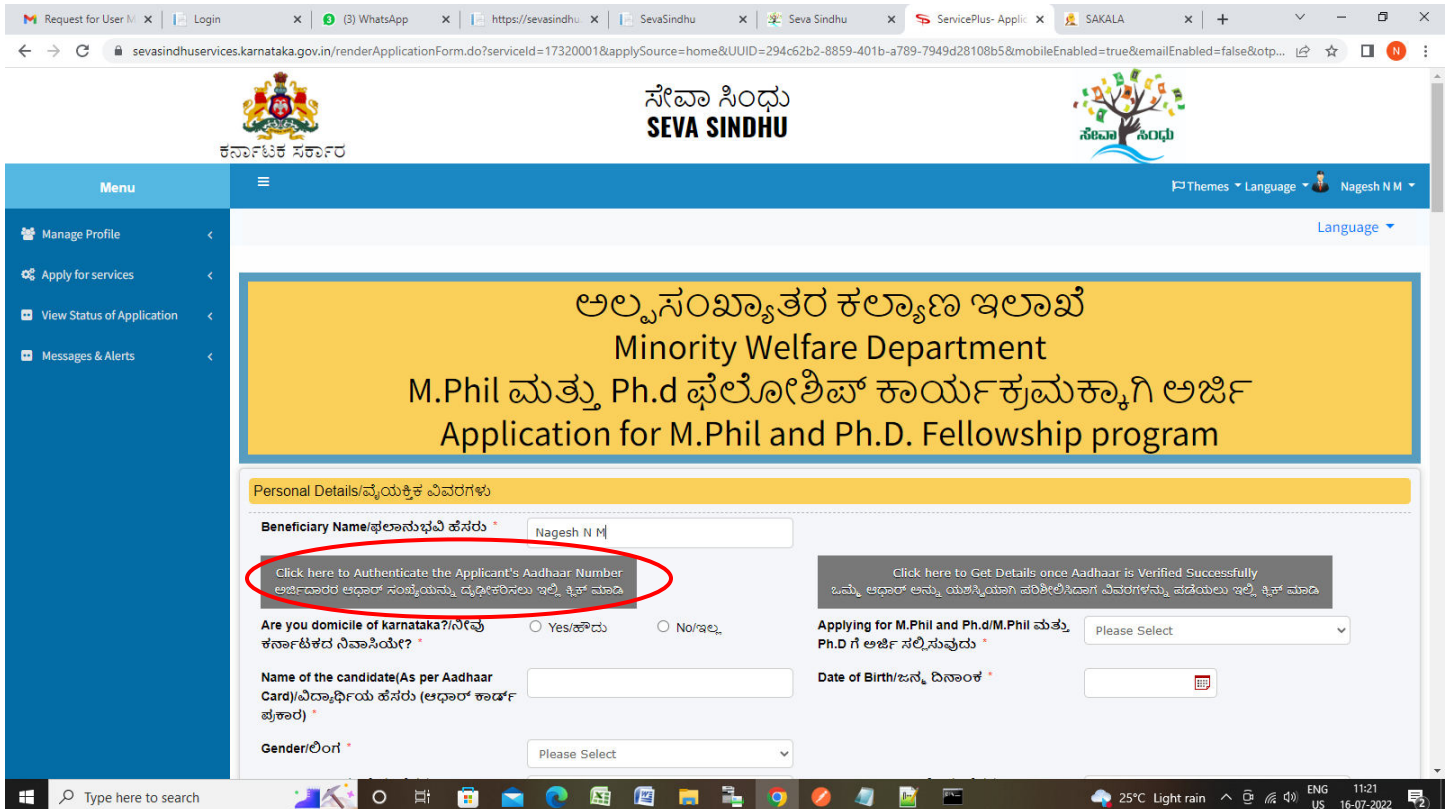 Request for User M
Login
(3) WhatsApp
https://sevasindhu
SevaSindhu
Seva Sindhu
ServicePlus- Applic
SAKALA
sevasindhuservices.karnataka.gov.in/renderApplicationForm.do?serviceId=17320001&applySource=home&UUID=294c62b2-8859-401b-a789-7949d28108b5&mobileEnabled=true&emailEnabled=false&otp...
N
ಕರ್ನಾಟಕ ಸರ್ಕಾರ
ಸೇವಾ ಸಿಂಧು
SEVA SINDHU
ಸೇವಾ ಸಿಂಧು
Menu
Themes Language Nagesh N M
Manage Profile
Language
Apply for services
View Status of Application
Messages & Alerts
ಅಲ್ಪಸಂಖ್ಯಾತರ ಕಲ್ಯಾಣ ಇಲಾಖೆ
Minority Welfare Department
M.Phil ಮತ್ತು Ph.d ಫೆಲೋಶಿಪ್ ಕಾರ್ಯಕ್ರಮಕ್ಕಾಗಿ ಅರ್ಜಿ
Application for M.Phil and Ph.D. Fellowship program
Personal Details/ವೈಯಕ್ತಿಕ ವಿವರಗಳು
Beneficiary Name/ಫಲಾನುಭವಿ ಹೆಸರು * Nagesh N M
Click here to Authenticate the Applicant's Aadhaar Number
ಅರ್ಜಿದಾರರ ಆಧಾರ್ ಸಂಖ್ಯೆಯನ್ನು ದೃಢೀಕರಿಸಲು ಇಲ್ಲಿ ಕ್ಲಿಕ್ ಮಾಡಿ
Click here to Get Details once Aadhaar is Verified Successfully
ಒಮ್ಮೆ ಆಧಾರ್ ಅನ್ನು ಯಶಸ್ವಿಯಾಗಿ ಪರಿಶೀಲಿಸಿದಾಗ ವಿವರಗಳನ್ನು ಪಡೆಯಲು ಇಲ್ಲಿ ಕ್ಲಿಕ್ ಮಾಡಿ
Are you domicile of karnataka?/ನೀವು
ಕರ್ನಾಟಕದ ನಿವಾಸಿಯೇ? *
Yes/ಹೌದು No/ಇಲ್ಲ
Applying for M.Phil and Ph.d/M.Phil ಮತ್ತು
Ph.D ಗೆ ಅರ್ಜಿ ಸಲ್ಲಿಸುವುದು *
Please Select
Name of the candidate(As per Aadhaar
Card)/ವಿದ್ಯಾರ್ಥಿಯ ಹೆಸರು (ಆಧಾರ್ ಕಾರ್ಡ್
ಪ್ರಕಾರ) *
Date of Birth/ಜನ್ಮ ದಿನಾಂಕ *
Gender/ಲಿಂಗ *
Please Select
Type here to search
25°C Light rain
ENG
US
11:21
16-07-2022
2